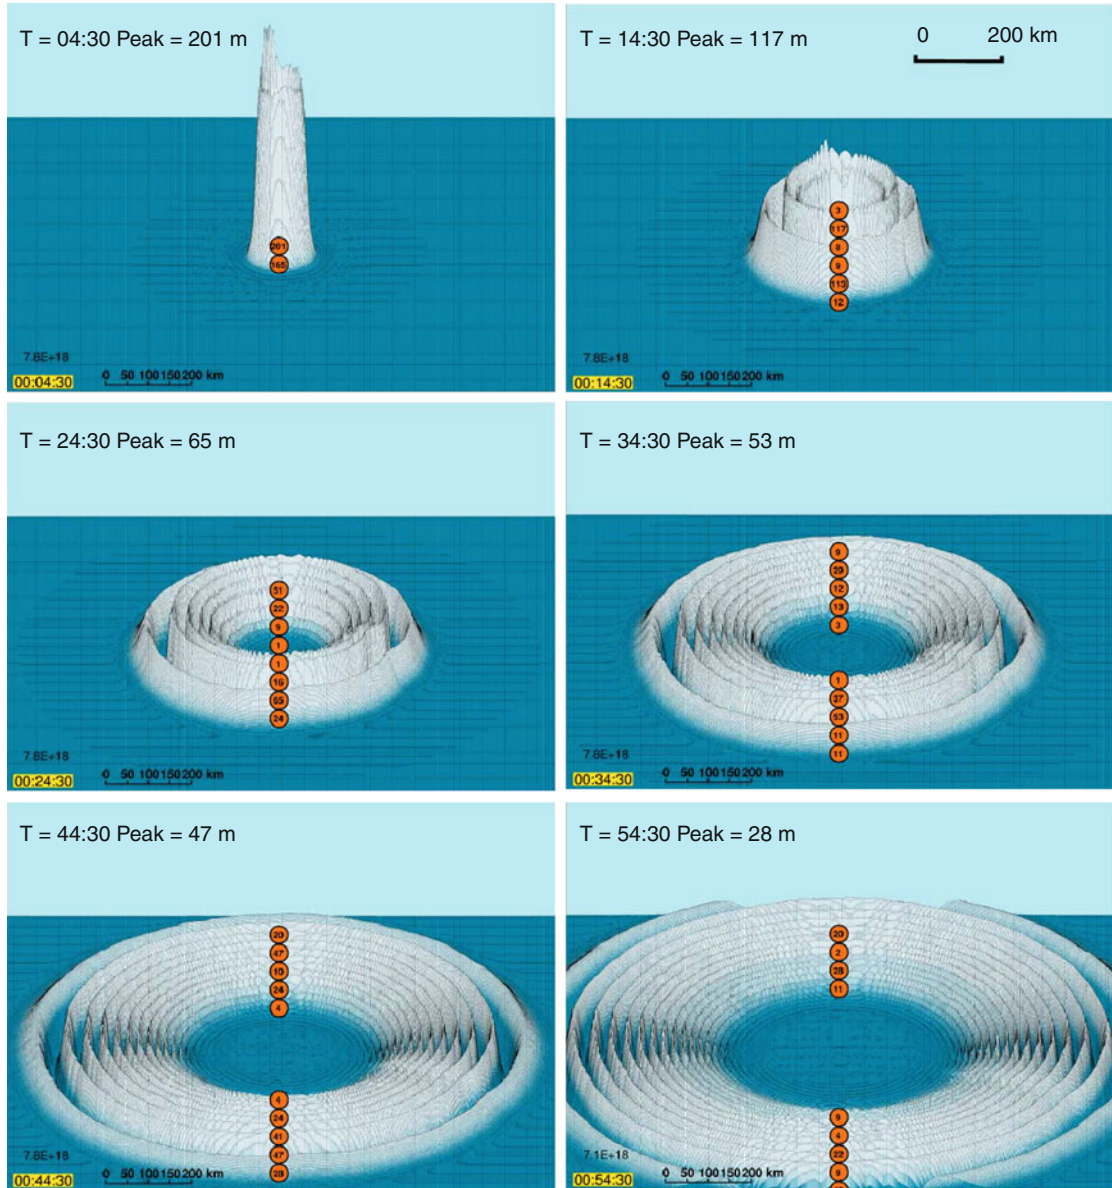 T = 04:30 Peak = 201 m
201
165
7.8E+18
00:04:30
0 50 100 150 200 km
T = 14:30 Peak = 117 m
0 200 km
3
117
8
9
113
12
7.8E+18
00:14:30
0 50 100 150 200 km
T = 24:30 Peak = 65 m
51
22
9
1
1
16
65
24
7.8E+18
00:24:30
0 50 100 150 200 km
T = 34:30 Peak = 53 m
9
29
12
13
3
1
37
53
11
11
7.8E+18
00:34:30
0 50 100 150 200 km
T = 44:30 Peak = 47 m
20
47
10
24
4
4
24
41
47
28
7.8E+18
00:44:30
0 50 100 150 200 km
T = 54:30 Peak = 28 m
20
2
28
11
9
4
22
9
7.1E+18
00:54:30
0 50 100 150 200 km